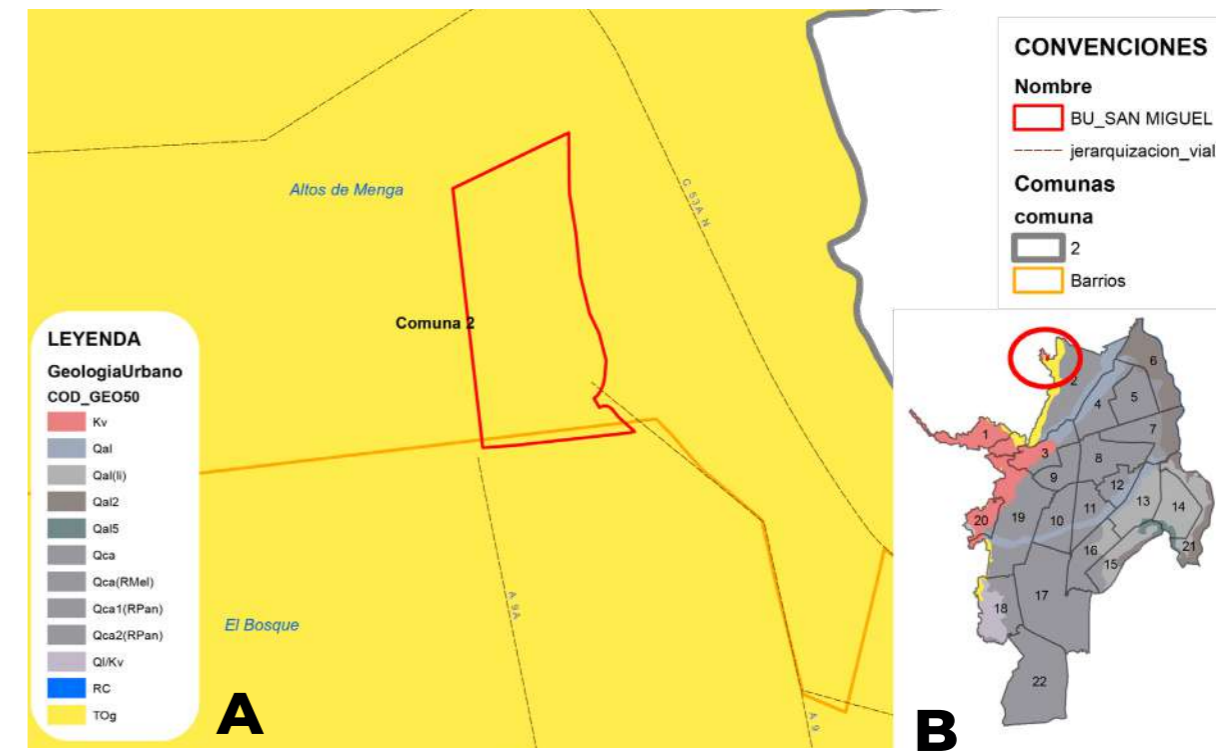 Altos de Menga
C 53A N
Comuna 2
A 9A
El Bosque
A 9
LEYENDA
GeologiaUrbano
COD_GEO50
Kv
Qal
Qal(li)
Qal2
Qal5
Qca
Qca(RMel)
Qca1(RPan)
Qca2(RPan)
Ql/Kv
RC
TOg
A
CONVENCIONES
Nombre
BU_SAN MIGUEL
jerarquizacion_vial
Comunas
comuna
2
Barrios
6
2
4
5
7
1
3
8
9
12
13
14
20
19
10
11
16
15
21
18
17
22
B